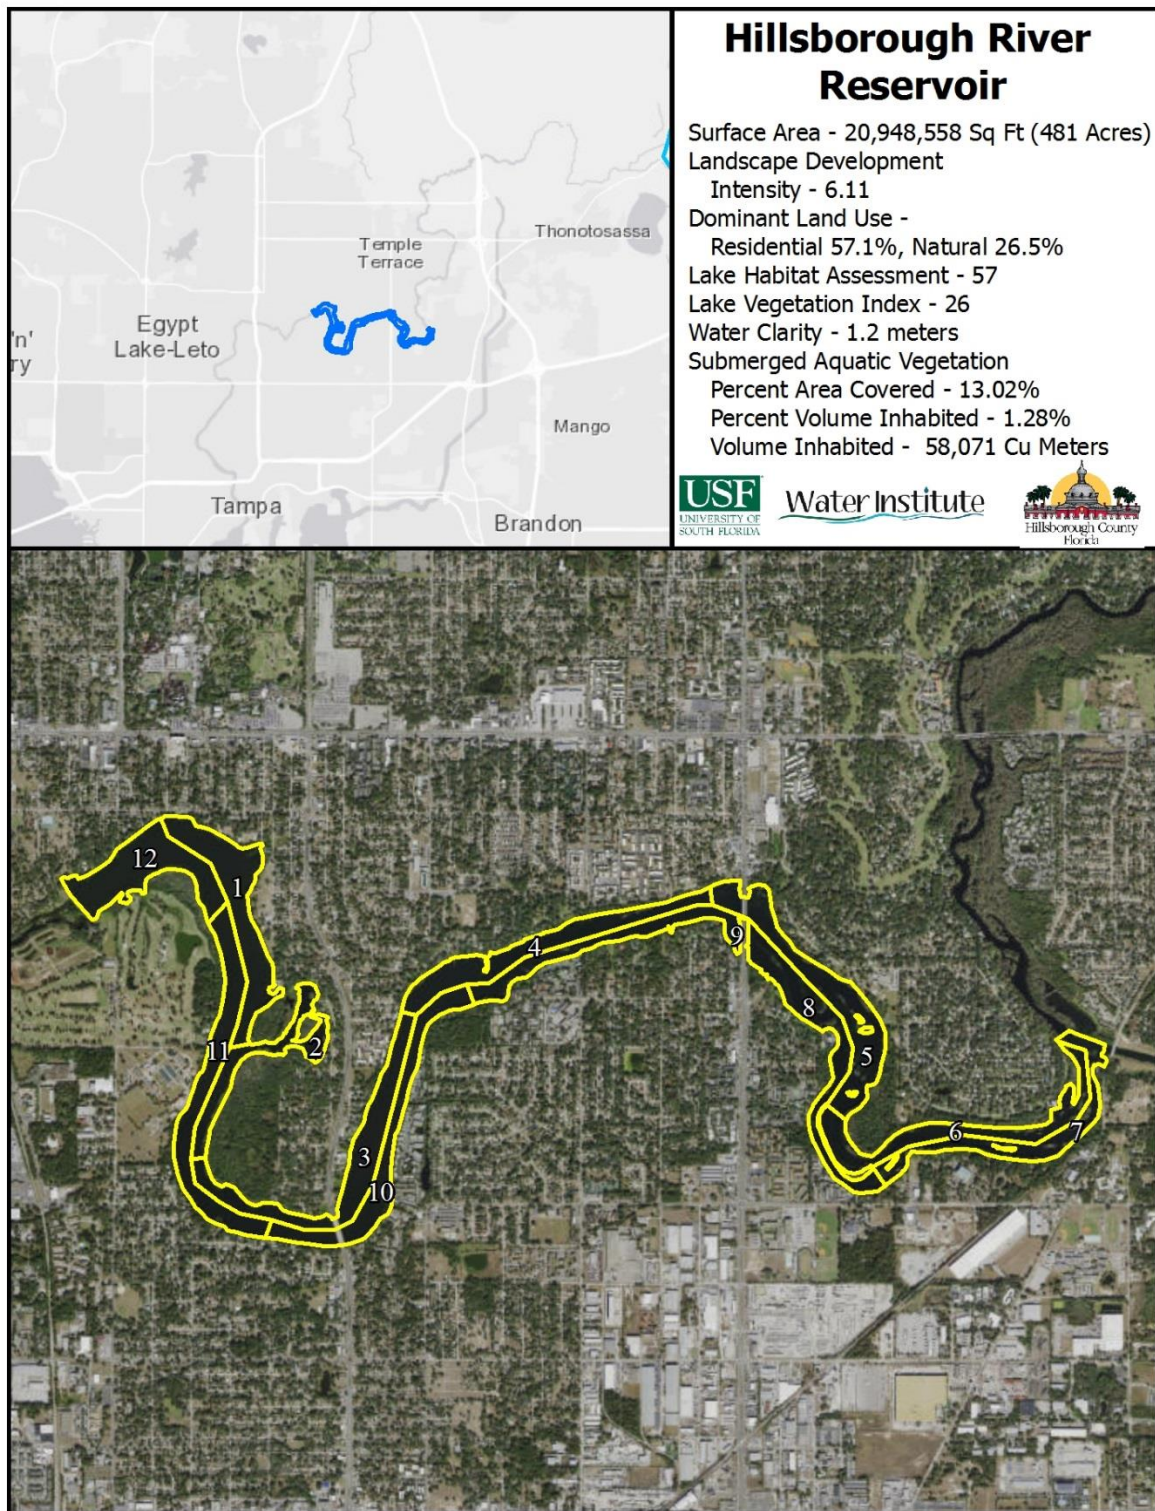 Hillsborough River
Reservoir
Surface Area - 20,948,558 Sq Ft (481 Acres)
Landscape Development
Intensity - 6.11
Dominant Land Use -
Residential 57.1%, Natural 26.5%
Lake Habitat Assessment - 57
Lake Vegetation Index - 26
Water Clarity - 1.2 meters
Submerged Aquatic Vegetation
Percent Area Covered - 13.02%
Percent Volume Inhabited - 1.28%
Volume Inhabited - 58,071 Cu Meters
USF
UNIVERSITY OF
SOUTH FLORIDA
Water Institute
Hillsborough County
Florida
Thonotosassa
Temple
Terrace
Egypt
Lake-Leto
'n'
ry
Mango
Tampa
Brandon
12
1
9
4
8
2
11
5
6
7
3
10